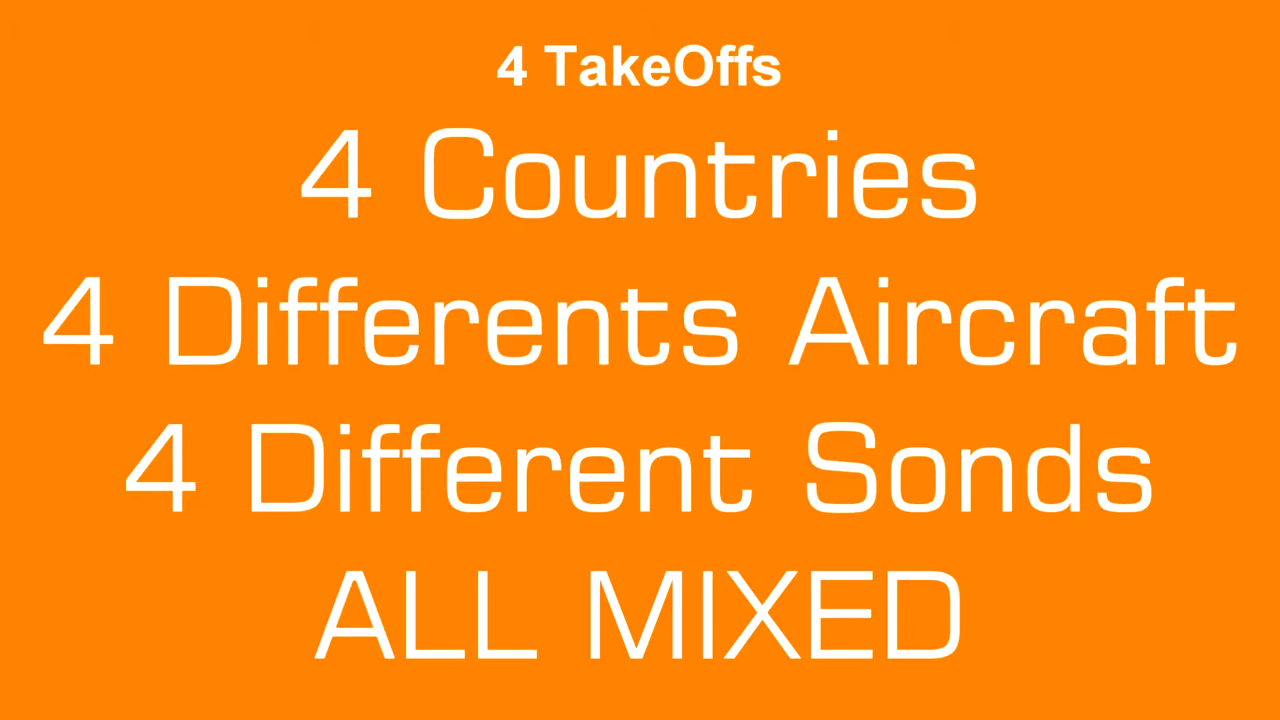 4 TakeOffs
4 Countries
4 Differents Aircraft
4 Different Sonds
ALL MIXED